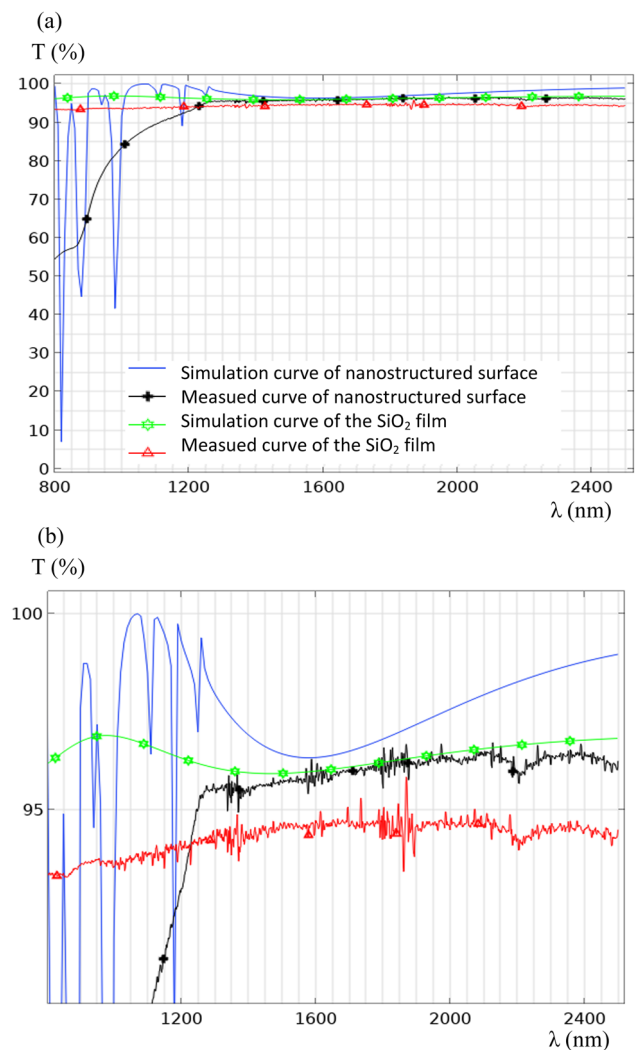 (a)
T (%)
100
90
80
70
60
50
40
30
20
10
0
Simulation curve of nanostructured surface
Measued curve of nanostructured surface
Simulation curve of the SiO₂ film
Measued curve of the SiO₂ film
800 1200 1600 2000 2400
λ (nm)
(b)
T (%)
100
95
1200 1600 2000 2400
λ (nm)